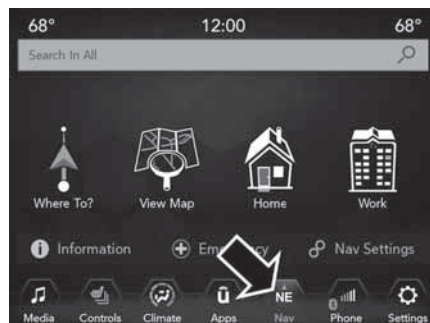 68° 12:00 68°
Search In All
Where To? View Map Home Work
Information Nav Settings
NE
Media Controls Climate Apps Nav Phone Settings